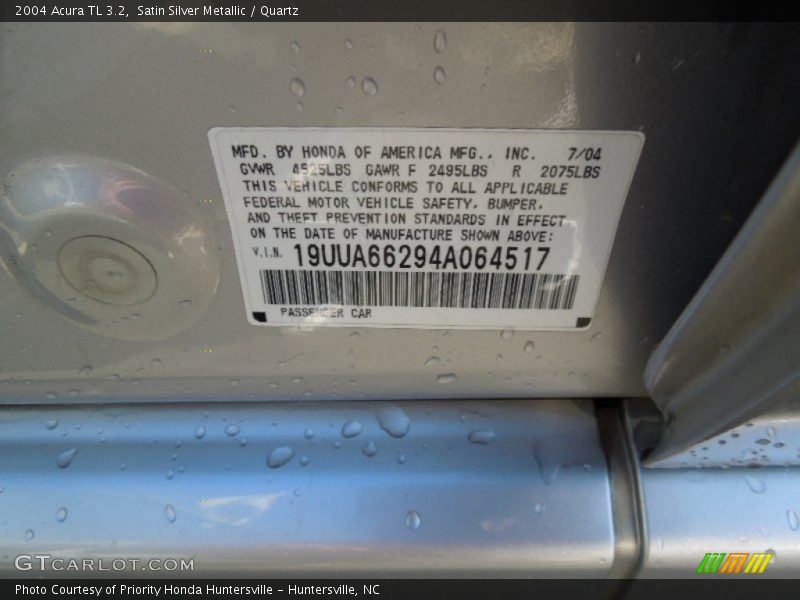 2004 Acura TL 3.2, Satin Silver Metallic / Quartz
MFD. BY HONDA OF AMERICA MFG., INC. 7/04
GVWR 4525LBS GAWR F 2495LBS R 2075LBS
THIS VEHICLE CONFORMS TO ALL APPLICABLE
FEDERAL MOTOR VEHICLE SAFETY, BUMPER,
AND THEFT PREVENTION STANDARDS IN EFFECT
ON THE DATE OF MANUFACTURE SHOWN ABOVE:
V.I.N. 19UUA66294A064517
PASSENGER CAR
GTCARLOT.COM
Photo Courtesy of Priority Honda Huntersville - Huntersville, NC